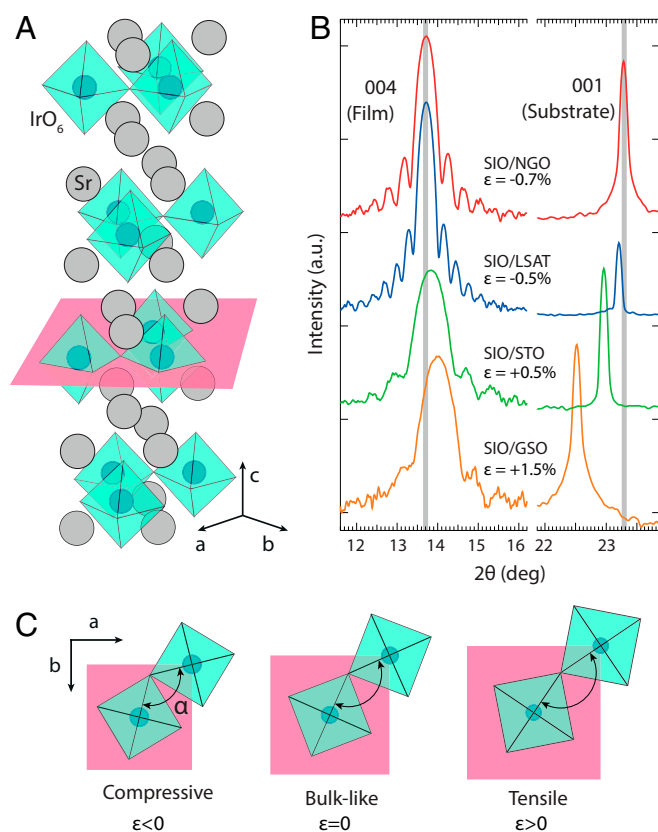 A
IrO6
Sr
c
a
b
B
004
(Film)
001
(Substrate)
SIO/NGO
ε = -0.7%
SIO/LSAT
ε = -0.5%
SIO/STO
ε = +0.5%
SIO/GSO
ε = +1.5%
Intensity (a.u.)
12 13 14 15 16 22 23
2θ (deg)
C
a
b
α
Compressive
ε<0
Bulk-like
ε=0
Tensile
ε>0